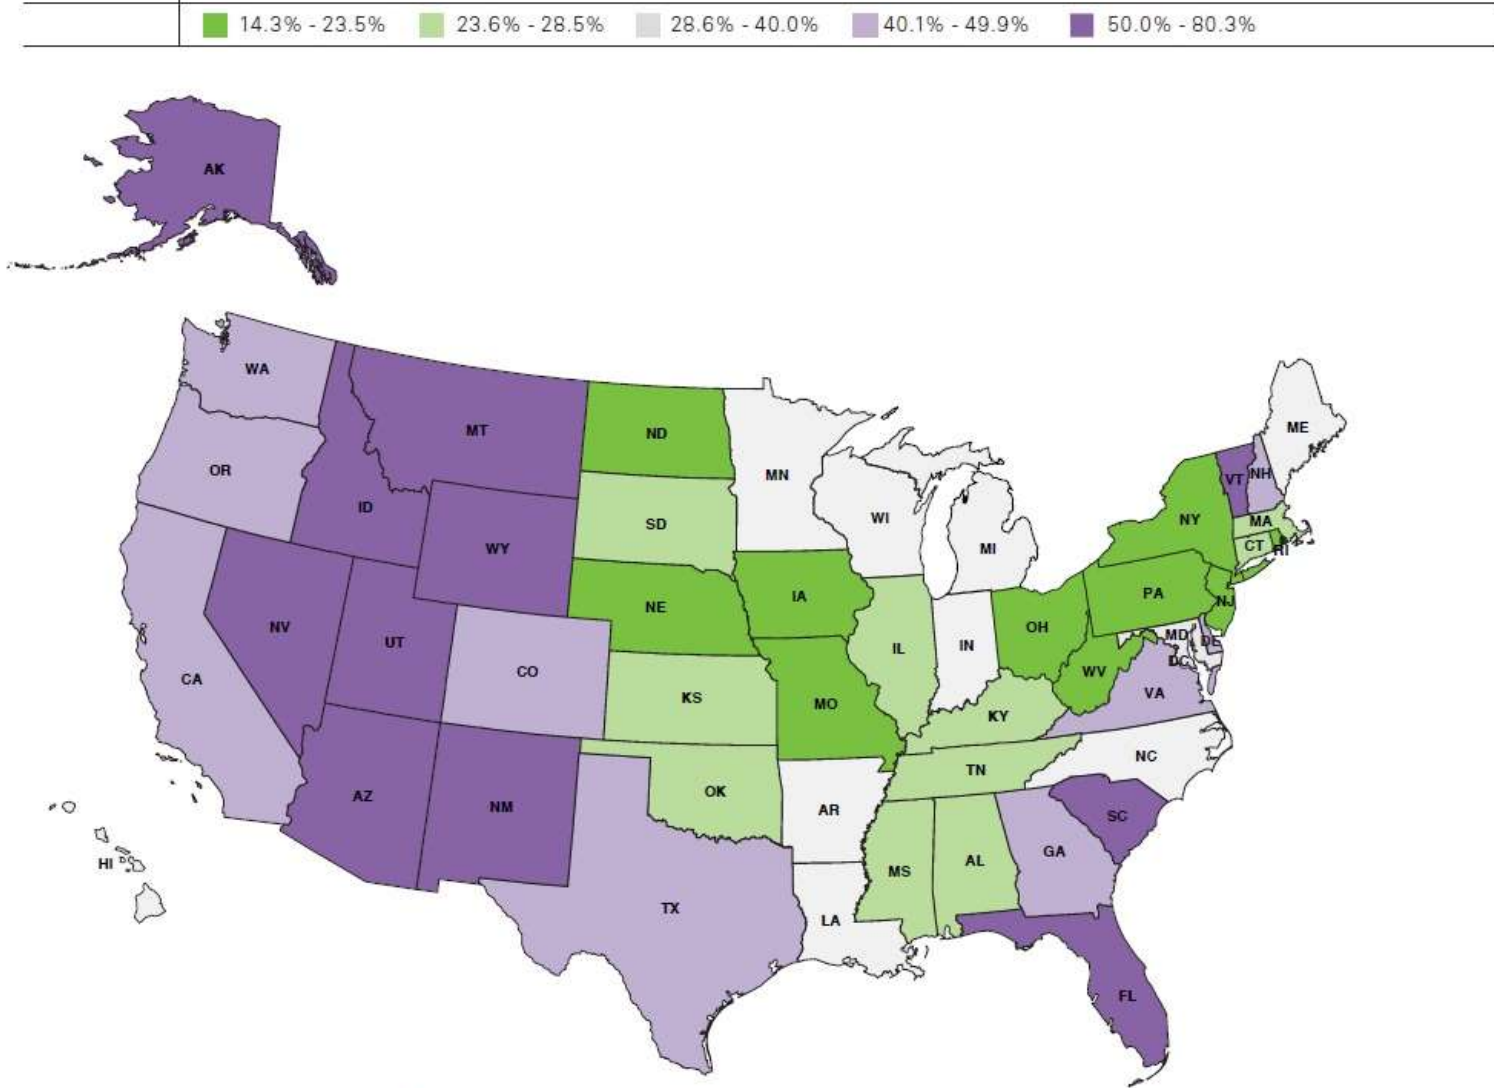 14.3% - 23.5% 23.6% - 28.5% 28.6% - 40.0% 40.1% - 49.9% 50.0% - 80.3%
AK
WA
MT
ND
ME
OR
MN
VT NH
ID
SD
WI
NY
MA
WY
MI
CT RI
NE
IA
PA
NJ
NV
UT
OH
MD DE
CO
IL
IN
DC
CA
KS
MO
WV
VA
KY
NC
AZ
NM
OK
TN
AR
SC
HI
MS
AL
GA
TX
LA
FL